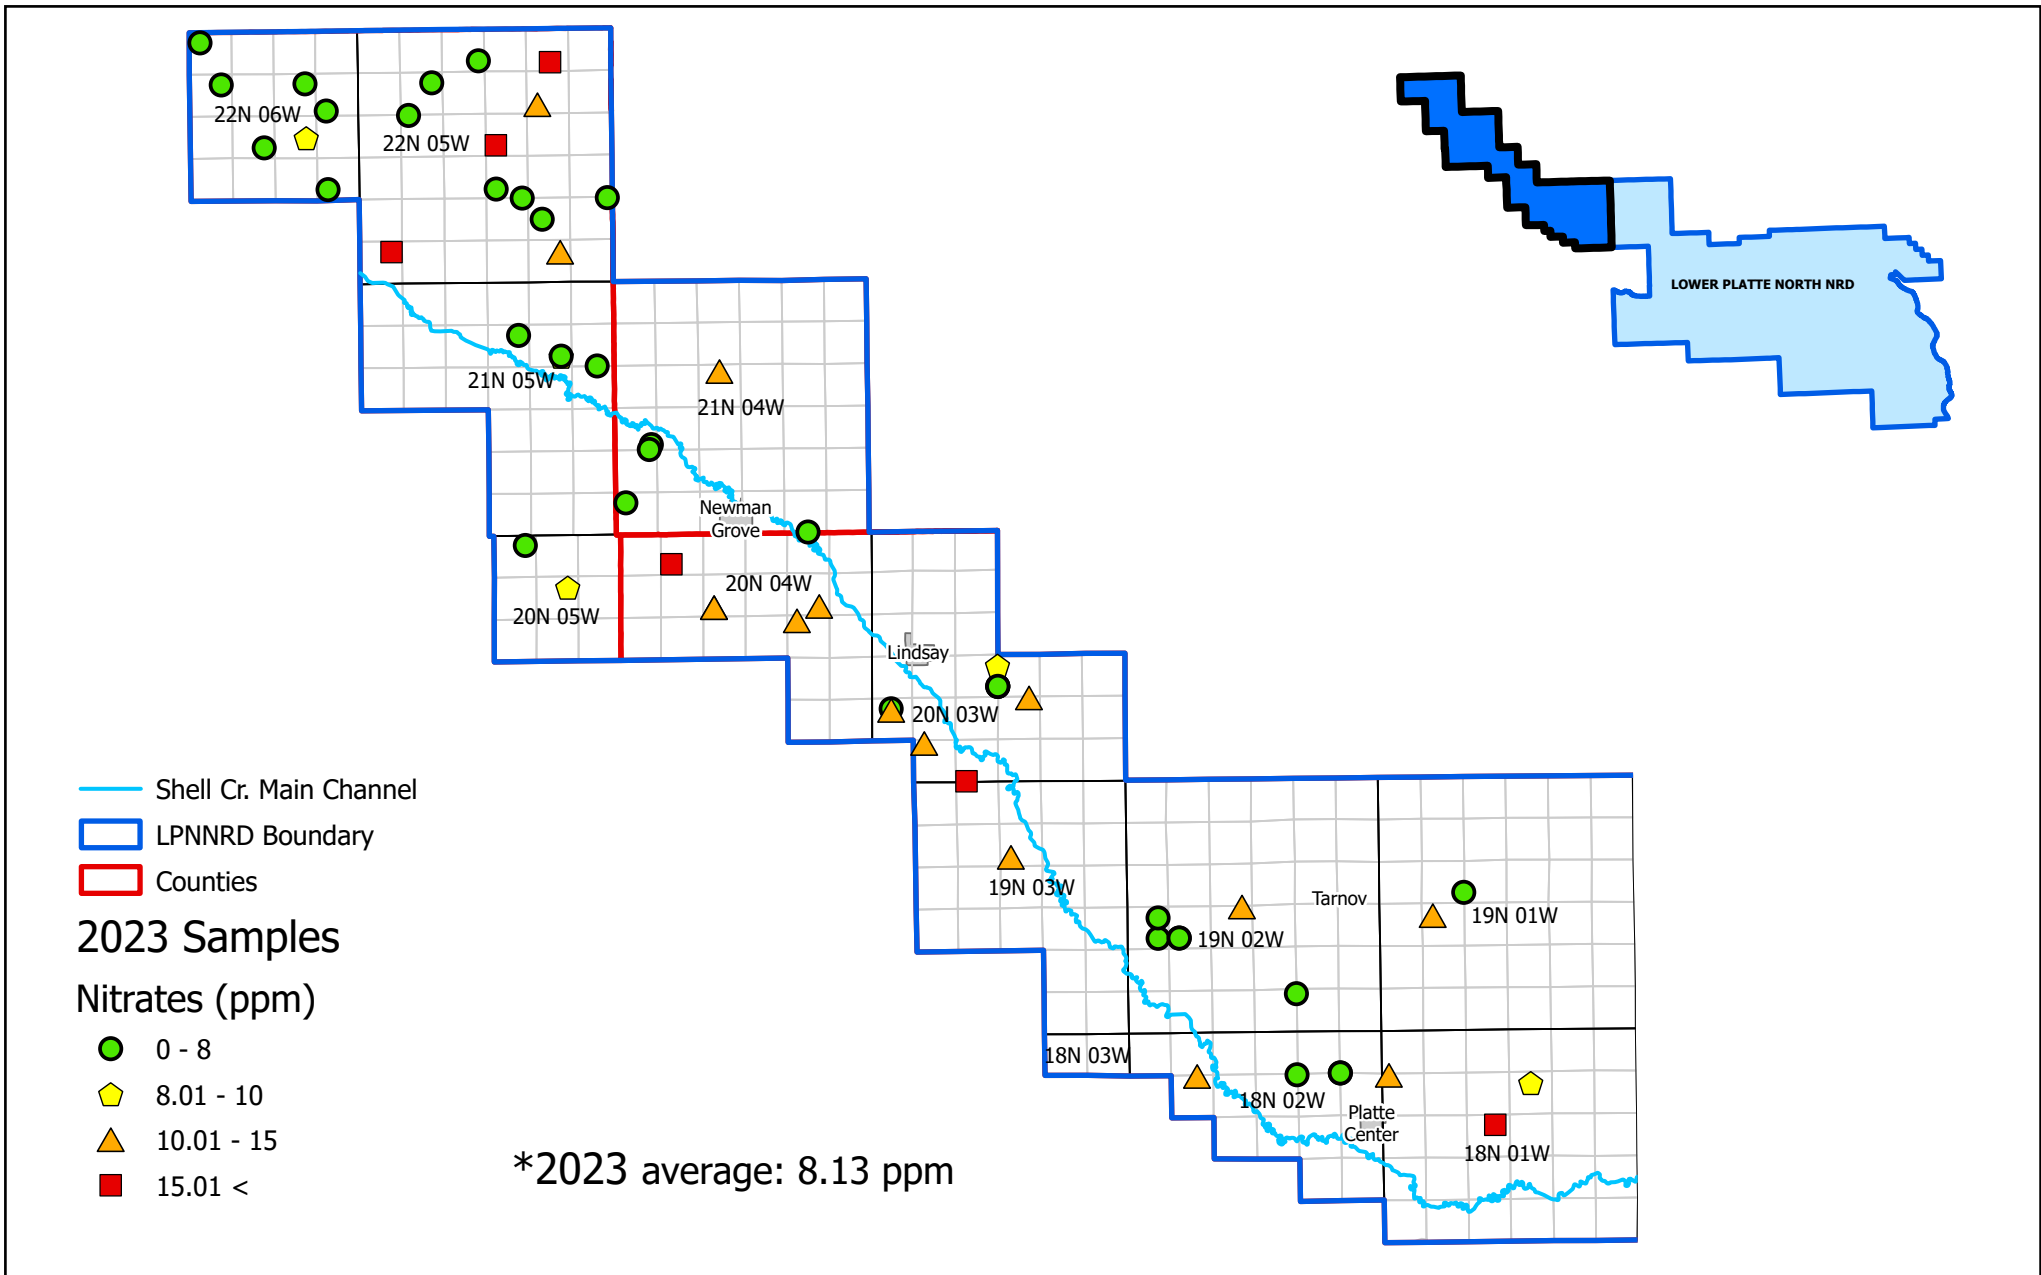 22N 06W
22N 05W
LOWER PLATTE NORTH NRD
21N 05W
21N 04W
Newman
Grove
20N 04W
20N 05W
Lindsay
20N 03W
Shell Cr. Main Channel
LPNNRD Boundary
Counties
2023 Samples
Nitrates (ppm)
0 - 8
8.01 - 10
10.01 - 15
15.01 <
*2023 average: 8.13 ppm
19N 03W
Tarnov
19N 01W
19N 02W
18N 03W
18N 02W
Platte
Center
18N 01W